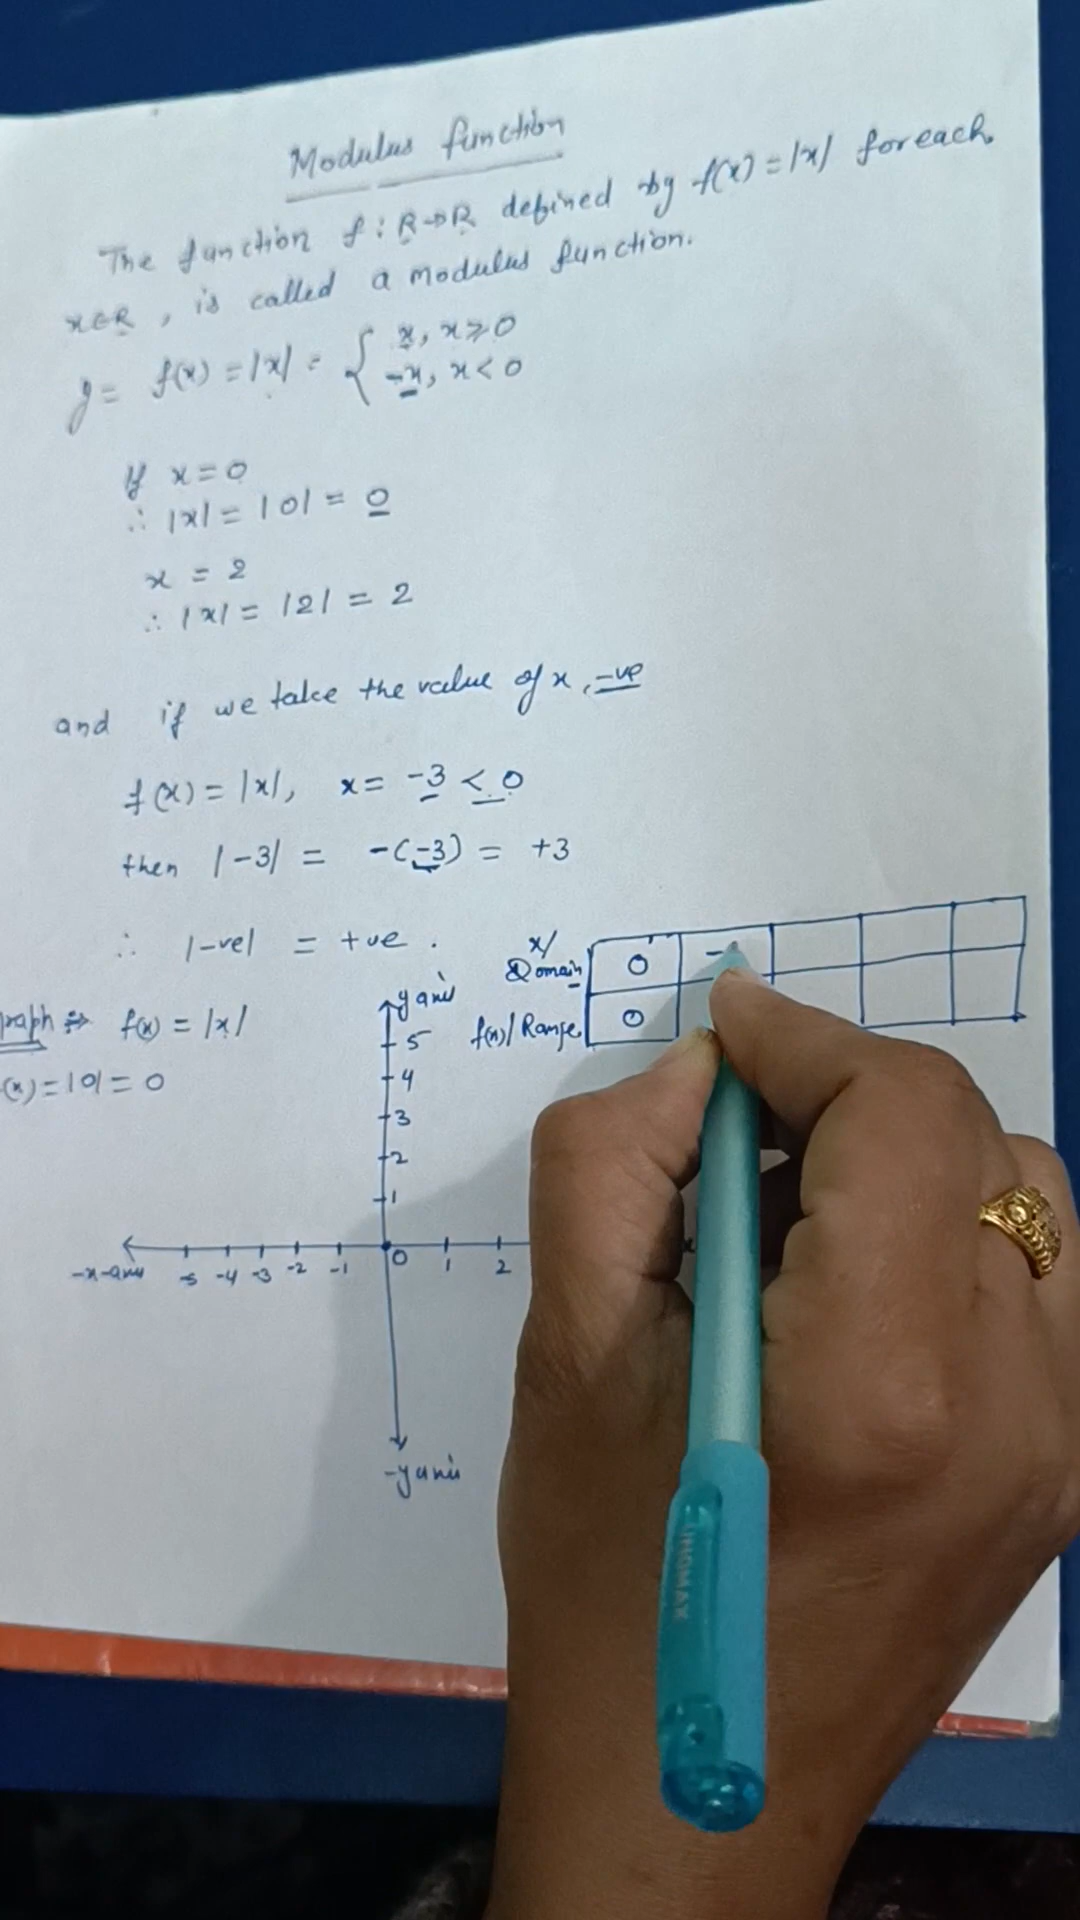 Modulus function
The function f : R→R defined by f(x) = |x| for each
x∈R, is called a modulus function.
y = f(x) = |x| = { x, x ≥ 0
-x, x < 0
If x = 0
∴ |x| = |0| = 0
x = 2
∴ |x| = |2| = 2
and if we take the value of x, -ve
f(x) = |x|, x = -3 < 0
then |-3| = -(-3) = +3
∴ |-ve| = +ve.
x/
Domain 0 -
f(x)/Range 0
raph ⇒ f(x) = |x|
(x) = |0| = 0
y axis
5
4
3
2
1
-x-axis -5 -4 -3 -2 -1 0 1 2
-y axis
UNOMAX